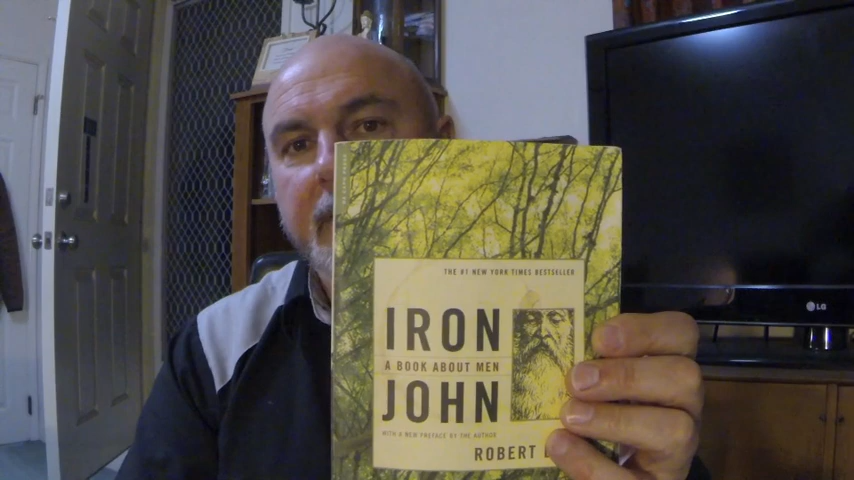 THE #1 NEW YORK TIMES BESTSELLER
IRON
A BOOK ABOUT MEN
JOHN
WITH A NEW PREFACE BY THE AUTHOR
ROBERT
LG